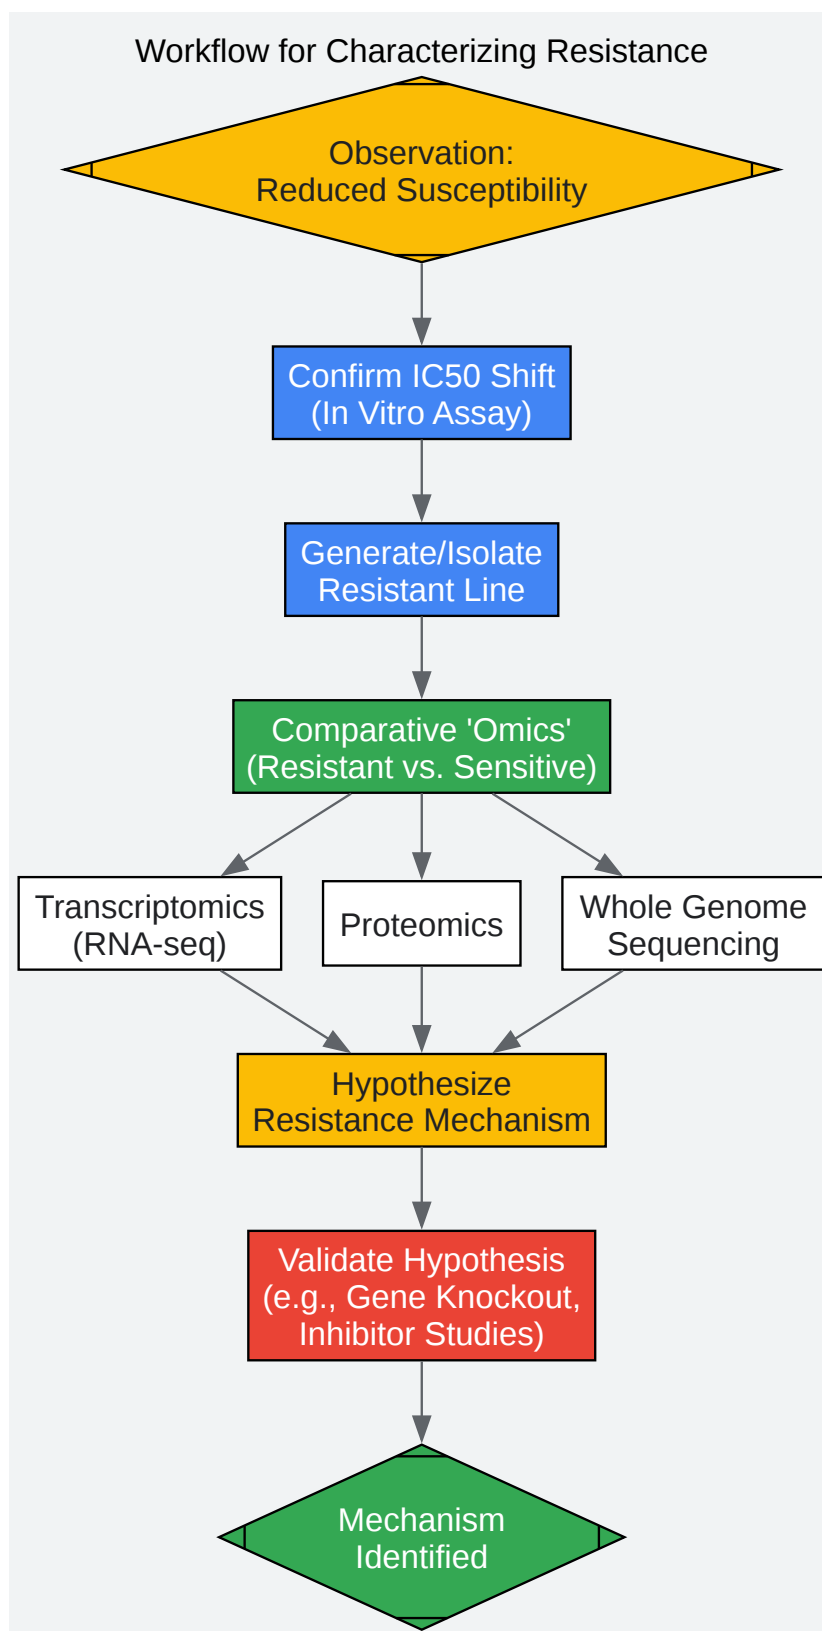 Workflow for Characterizing Resistance
Observation:
Reduced Susceptibility
Confirm IC50 Shift
(In Vitro Assay)
Generate/Isolate
Resistant Line
Comparative 'Omics'
(Resistant vs. Sensitive)
Transcriptomics
(RNA-seq)
Proteomics
Whole Genome
Sequencing
Hypothesize
Resistance Mechanism
Validate Hypothesis
(e.g., Gene Knockout,
Inhibitor Studies)
Mechanism
Identified